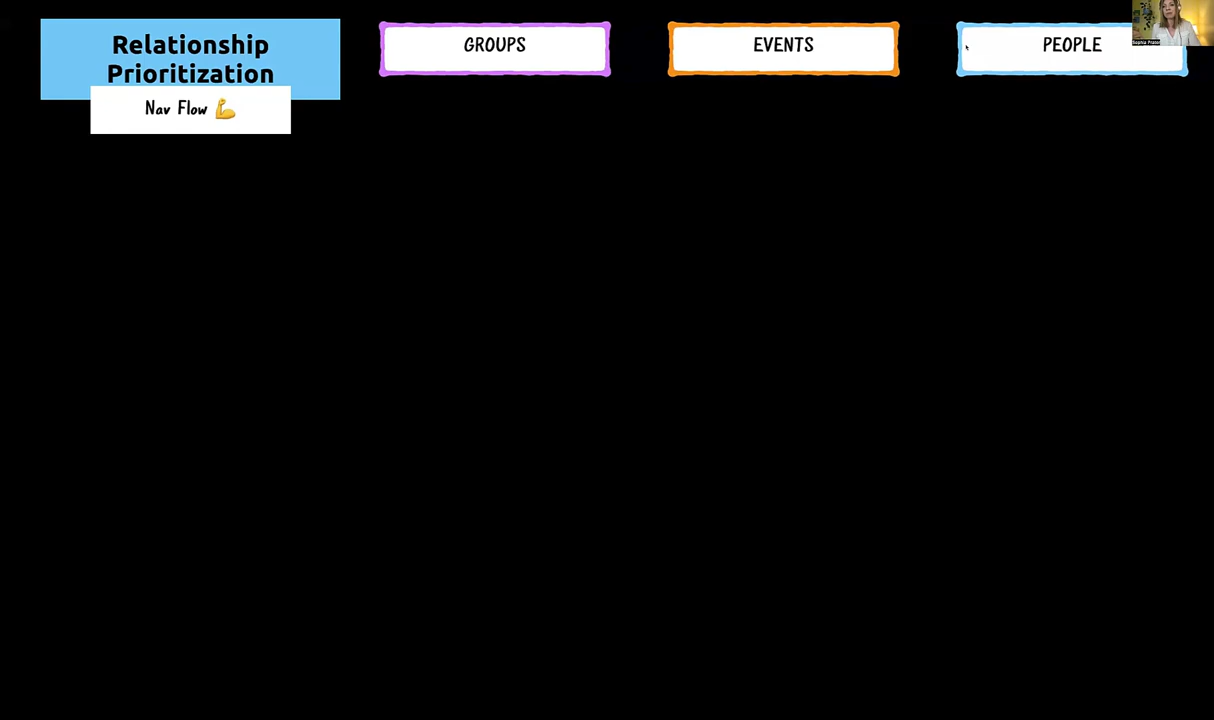 Relationship
Prioritization
Nav Flow 💪
GROUPS
EVENTS
PEOPLE